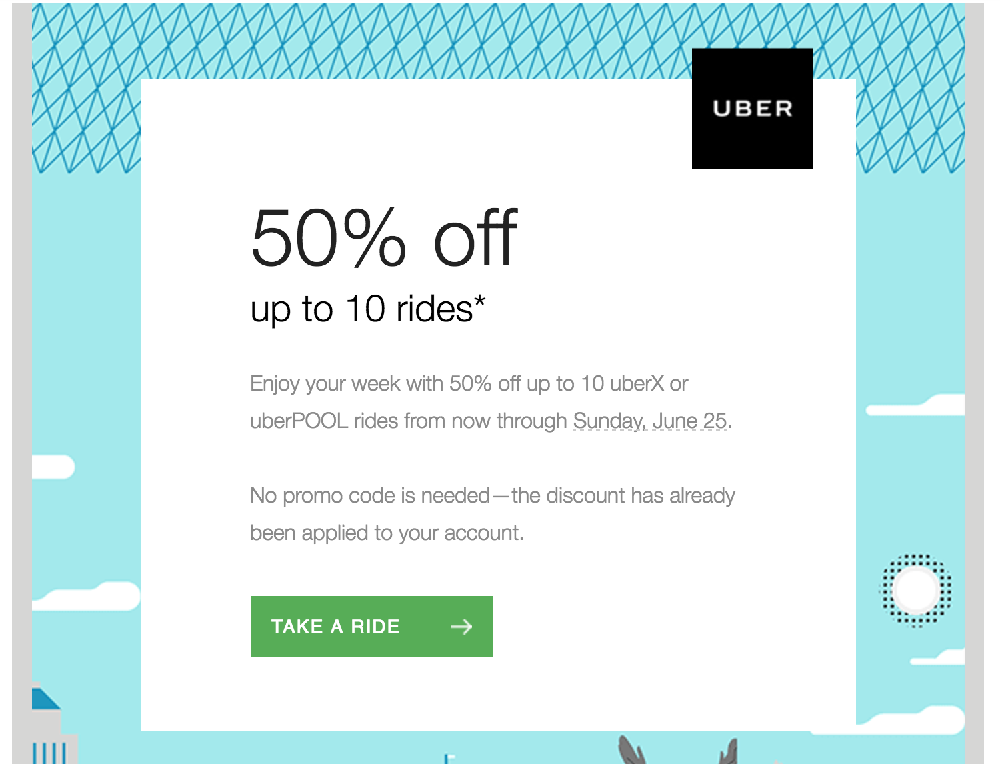 UBER
50% off
up to 10 rides*
Enjoy your week with 50% off up to 10 uberX or
uberPOOL rides from now through Sunday, June 25.
No promo code is needed—the discount has already
been applied to your account.
TAKE A RIDE →